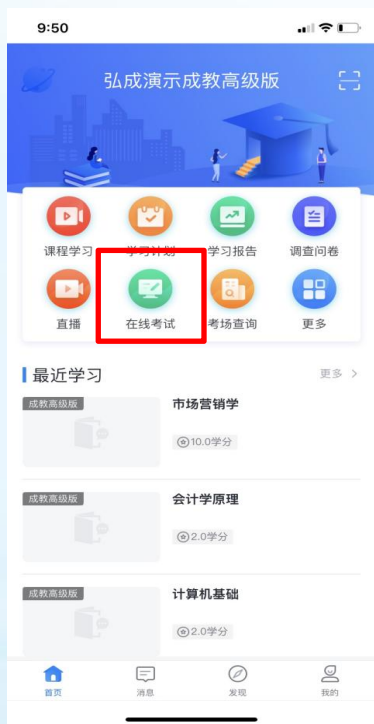 9:50
弘成演示成教高级版
课程学习 学习计划 学习报告 调查问卷
直播 在线考试 考场查询 更多
最近学习 更多 >
成教高级版 市场营销学
10.0学分
成教高级版 会计学原理
2.0学分
成教高级版 计算机基础
2.0学分
首页 消息 发现 我的